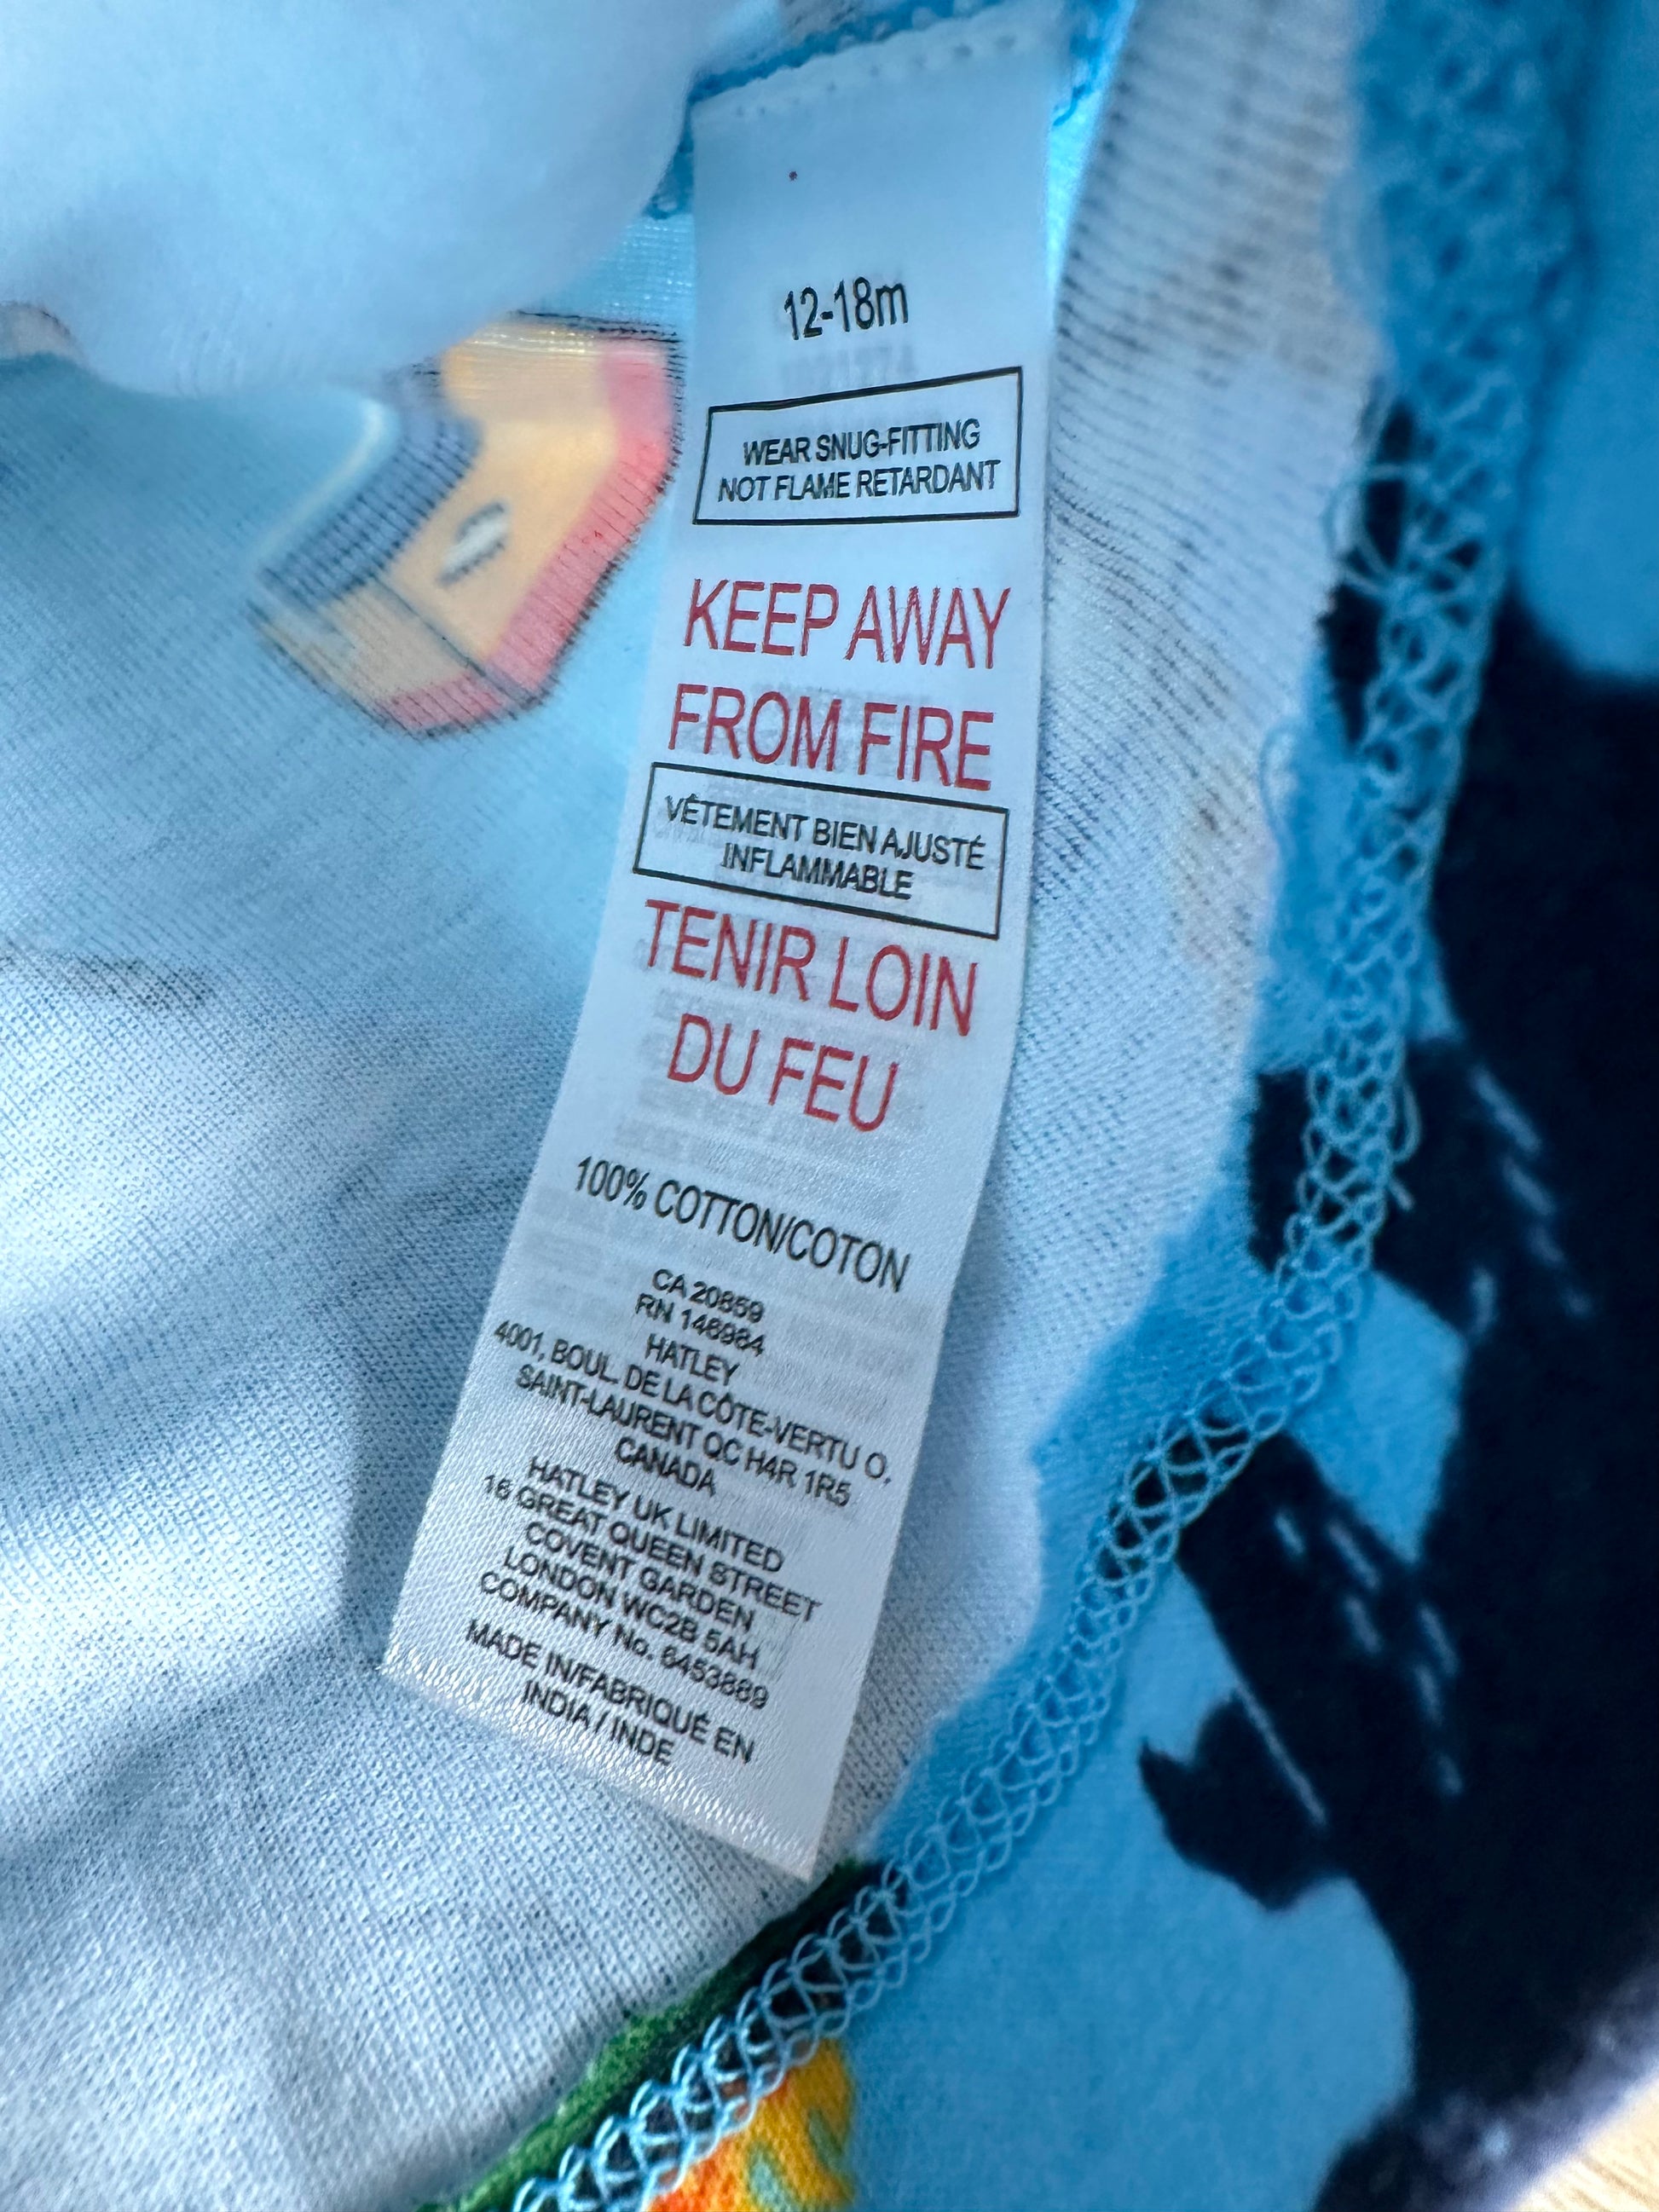 12-18m
WEAR SNUG-FITTING
NOT FLAME RETARDANT
KEEP AWAY
FROM FIRE
VÊTEMENT BIEN AJUSTÉ
INFLAMMABLE
TENIR LOIN
DU FEU
100% COTTON/COTON
CA 20859
RN 146984
HATLEY
4001, BOUL. DE LA CÔTE-VERTU O,
SAINT-LAURENT QC H4R 1R5
CANADA
HATLEY UK LIMITED
16 GREAT QUEEN STREET
COVENT GARDEN
LONDON WC2B 5AH
COMPANY No. 6453889
MADE IN/FABRIQUÉ EN
INDIA / INDE